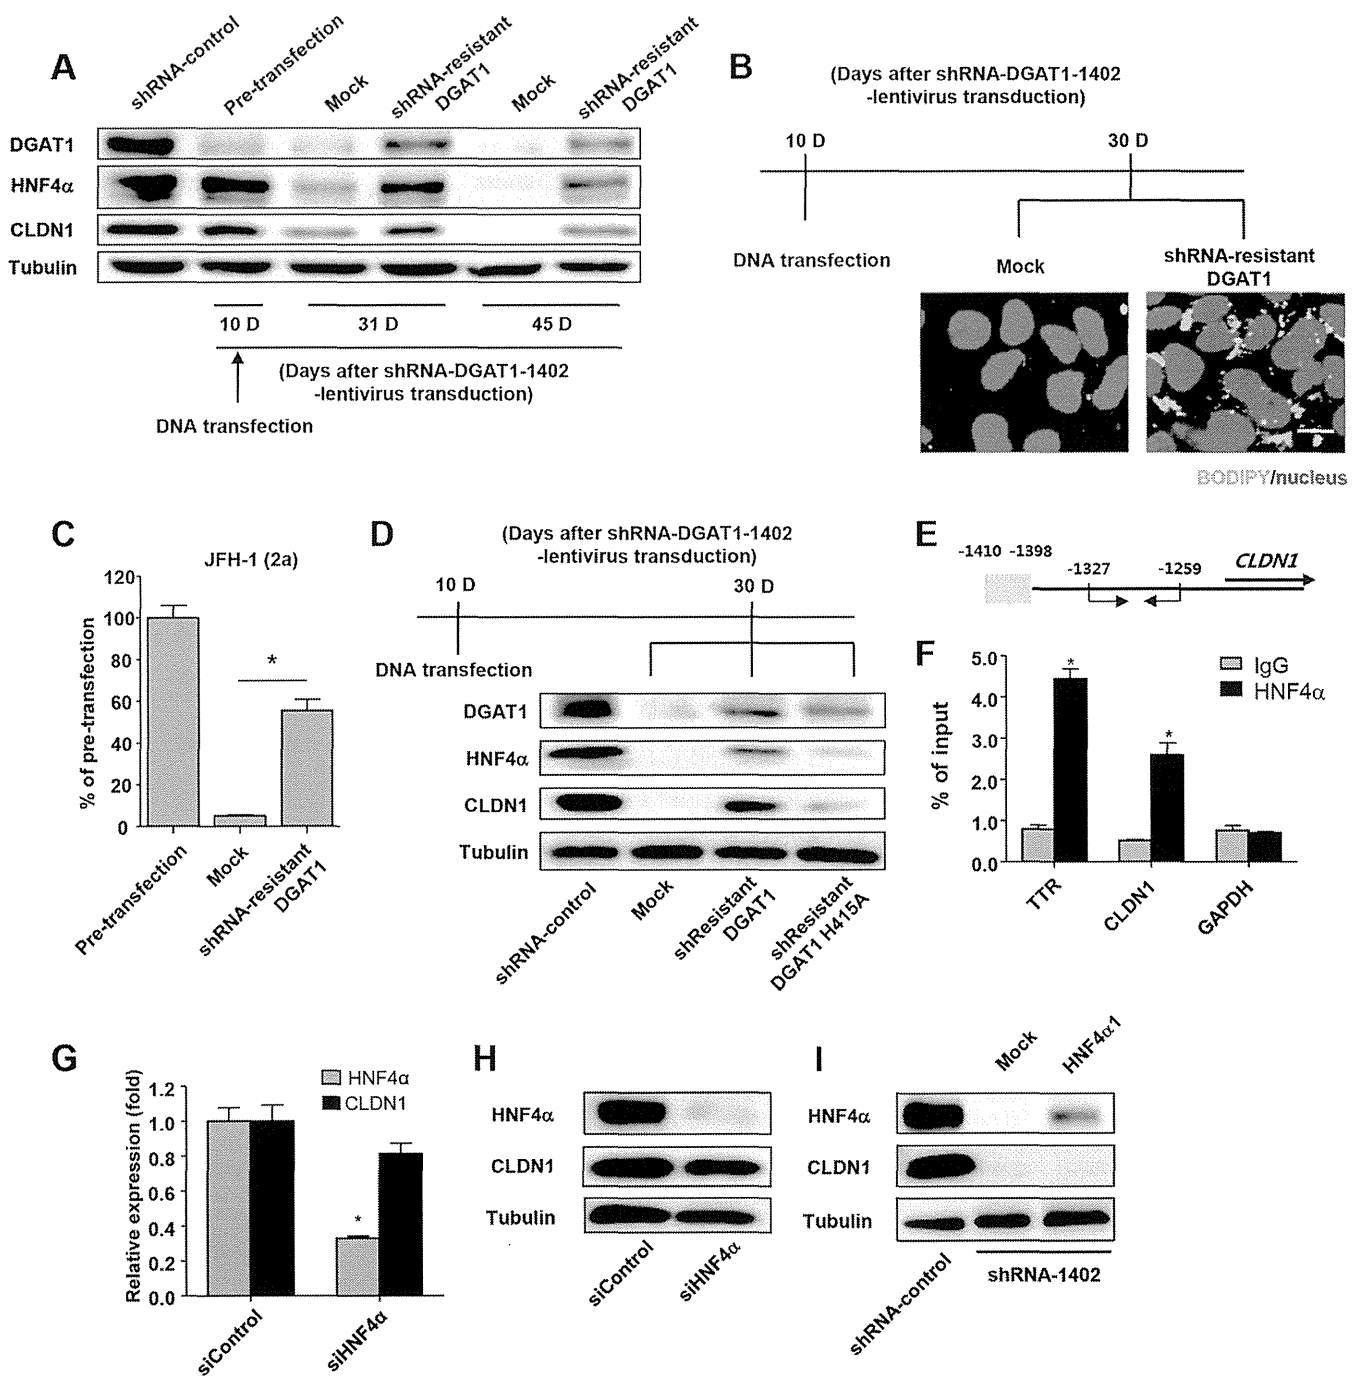 A
shRNA-control
Pre-transfection
Mock
shRNA-resistant
DGAT1
Mock
shRNA-resistant
DGAT1
DGAT1
HNF4α
CLDN1
Tubulin
10 D
31 D
45 D
(Days after shRNA-DGAT1-1402
-lentivirus transduction)
DNA transfection
B
(Days after shRNA-DGAT1-1402
-lentivirus transduction)
10 D
30 D
DNA transfection
Mock
shRNA-resistant
DGAT1
BODIPY/nucleus
C
JFH-1 (2a)
% of pre-transfection
120
100
80
60
40
20
0
*
Pre-transfection
Mock
shRNA-resistant
DGAT1
D
(Days after shRNA-DGAT1-1402
-lentivirus transduction)
10 D
30 D
DNA transfection
DGAT1
HNF4α
CLDN1
Tubulin
shRNA-control
Mock
shResistant
DGAT1
shResistant
DGAT1 H415A
E
-1410 -1398
-1327
-1259
CLDN1
F
% of input
5.0
4.0
3.0
2.0
1.0
0.0
*
*
IgG
HNF4α
TTR
CLDN1
GAPDH
G
Relative expression (fold)
1.2
1.0
0.8
0.6
0.4
0.2
0.0
HNF4α
CLDN1
*
siControl
siHNF4α
H
HNF4α
CLDN1
Tubulin
siControl
siHNF4α
I
Mock
HNF4α1
HNF4α
CLDN1
Tubulin
shRNA-control
shRNA-1402